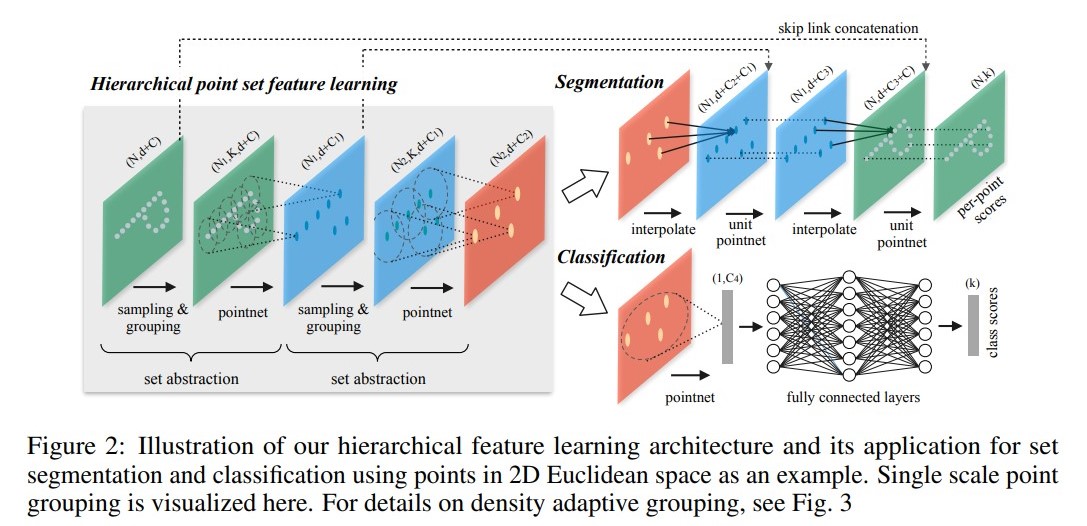 skip link concatenation
Hierarchical point set feature learning
Segmentation
(N,d+C)
(N1,K,d+C)
(N1,d+C1)
(N2,K,d+C1)
(N2,d+C2)
(N1,d+C2+C1)
(N1,d+C3)
(N,d+C3+C)
(N,k)
sampling &
grouping
pointnet
sampling &
grouping
pointnet
set abstraction
set abstraction
interpolate
unit
pointnet
interpolate
unit
pointnet
per-point
scores
Classification
(1,C4)
(k)
class scores
pointnet
fully connected layers
Figure 2: Illustration of our hierarchical feature learning architecture and its application for set
segmentation and classification using points in 2D Euclidean space as an example. Single scale point
grouping is visualized here. For details on density adaptive grouping, see Fig. 3